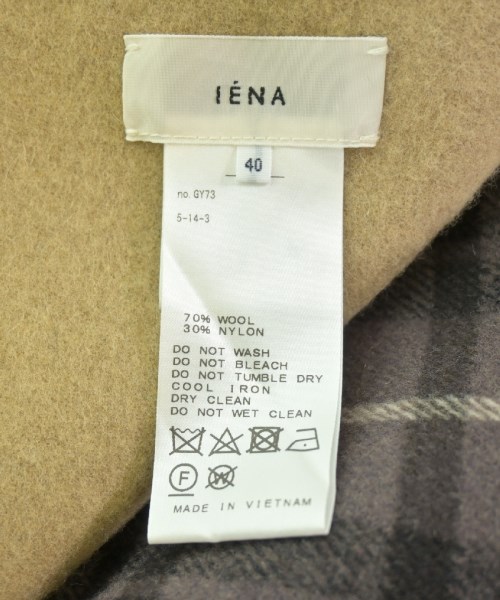 IÉNA
40
no. GY73
5-14-3
70% WOOL
30% NYLON
DO NOT WASH
DO NOT BLEACH
DO NOT TUMBLE DRY
COOL IRON
DRY CLEAN
DO NOT WET CLEAN
F
W
MADE IN VIETNAM